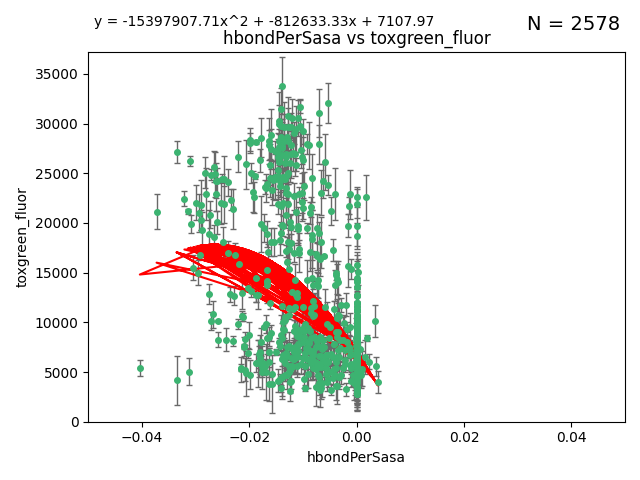 y = -15397907.71x^2 + -812633.33x + 7107.97
N = 2578
hbondPerSasa vs toxgreen_fluor
35000
30000
25000
20000
15000
10000
5000
0
toxgreen_fluor
−0.04
−0.02
0.00
0.02
0.04
hbondPerSasa